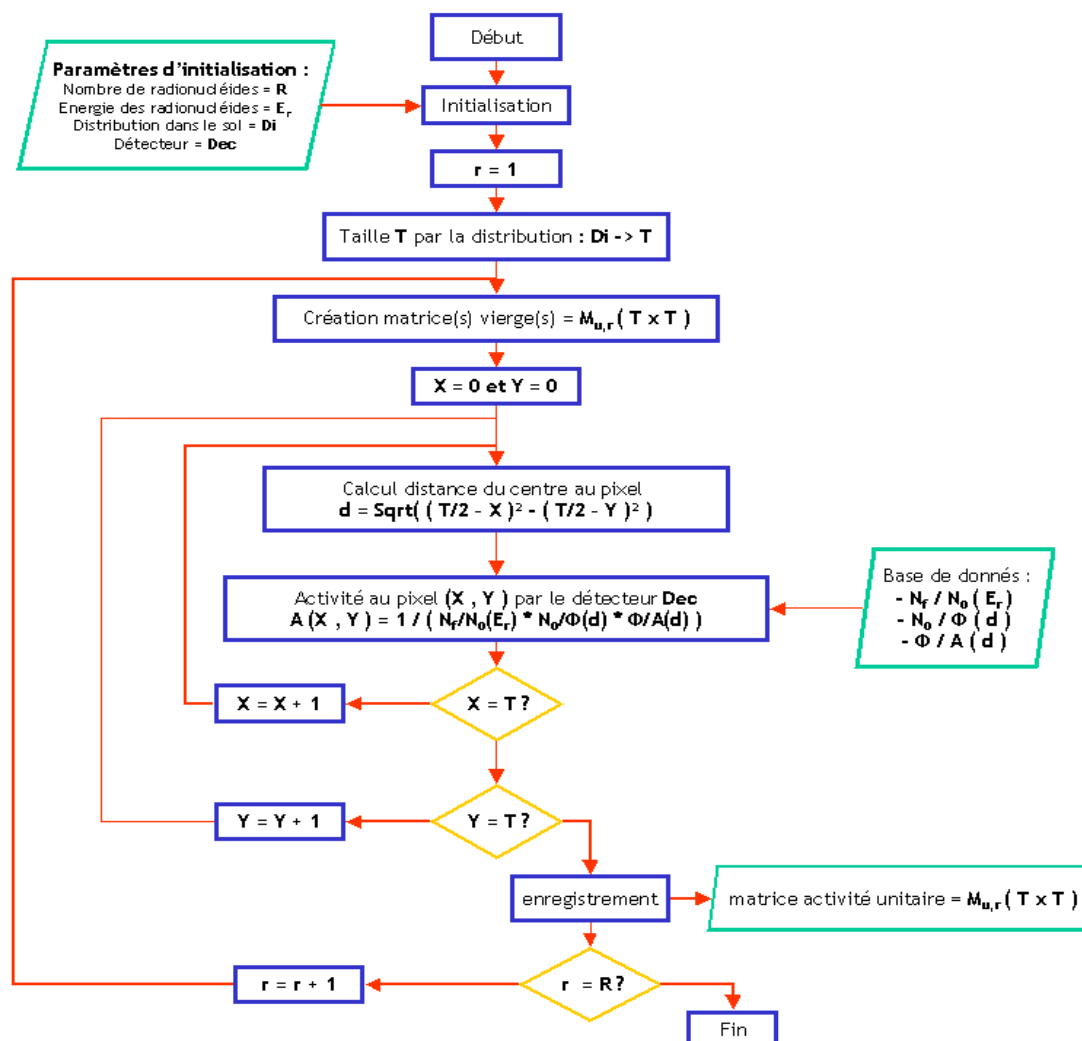 Début
Paramètres d'initialisation :
Nombre de radionucléides = R
Energie des radionucléides = Er
Distribution dans le sol = Di
Détecteur = Dec
Initialisation
r = 1
Taille T par la distribution : Di -> T
Création matrice(s) vierge(s) = Mu,r ( T x T )
X = 0 et Y = 0
Calcul distance du centre au pixel
d = Sqrt( ( T/2 - X )² - ( T/2 - Y )² )
Activité au pixel (X , Y ) par le détecteur Dec
A ( X , Y ) = 1 / ( Nf/N0(Er) * N0/Φ(d) * Φ/A(d) )
Base de donnés :
- Nf / N0 ( Er )
- N0 / Φ ( d )
- Φ / A ( d )
X = X + 1
X = T ?
Y = Y + 1
Y = T ?
enregistrement
matrice activité unitaire = Mu,r ( T x T )
r = r + 1
r = R ?
Fin